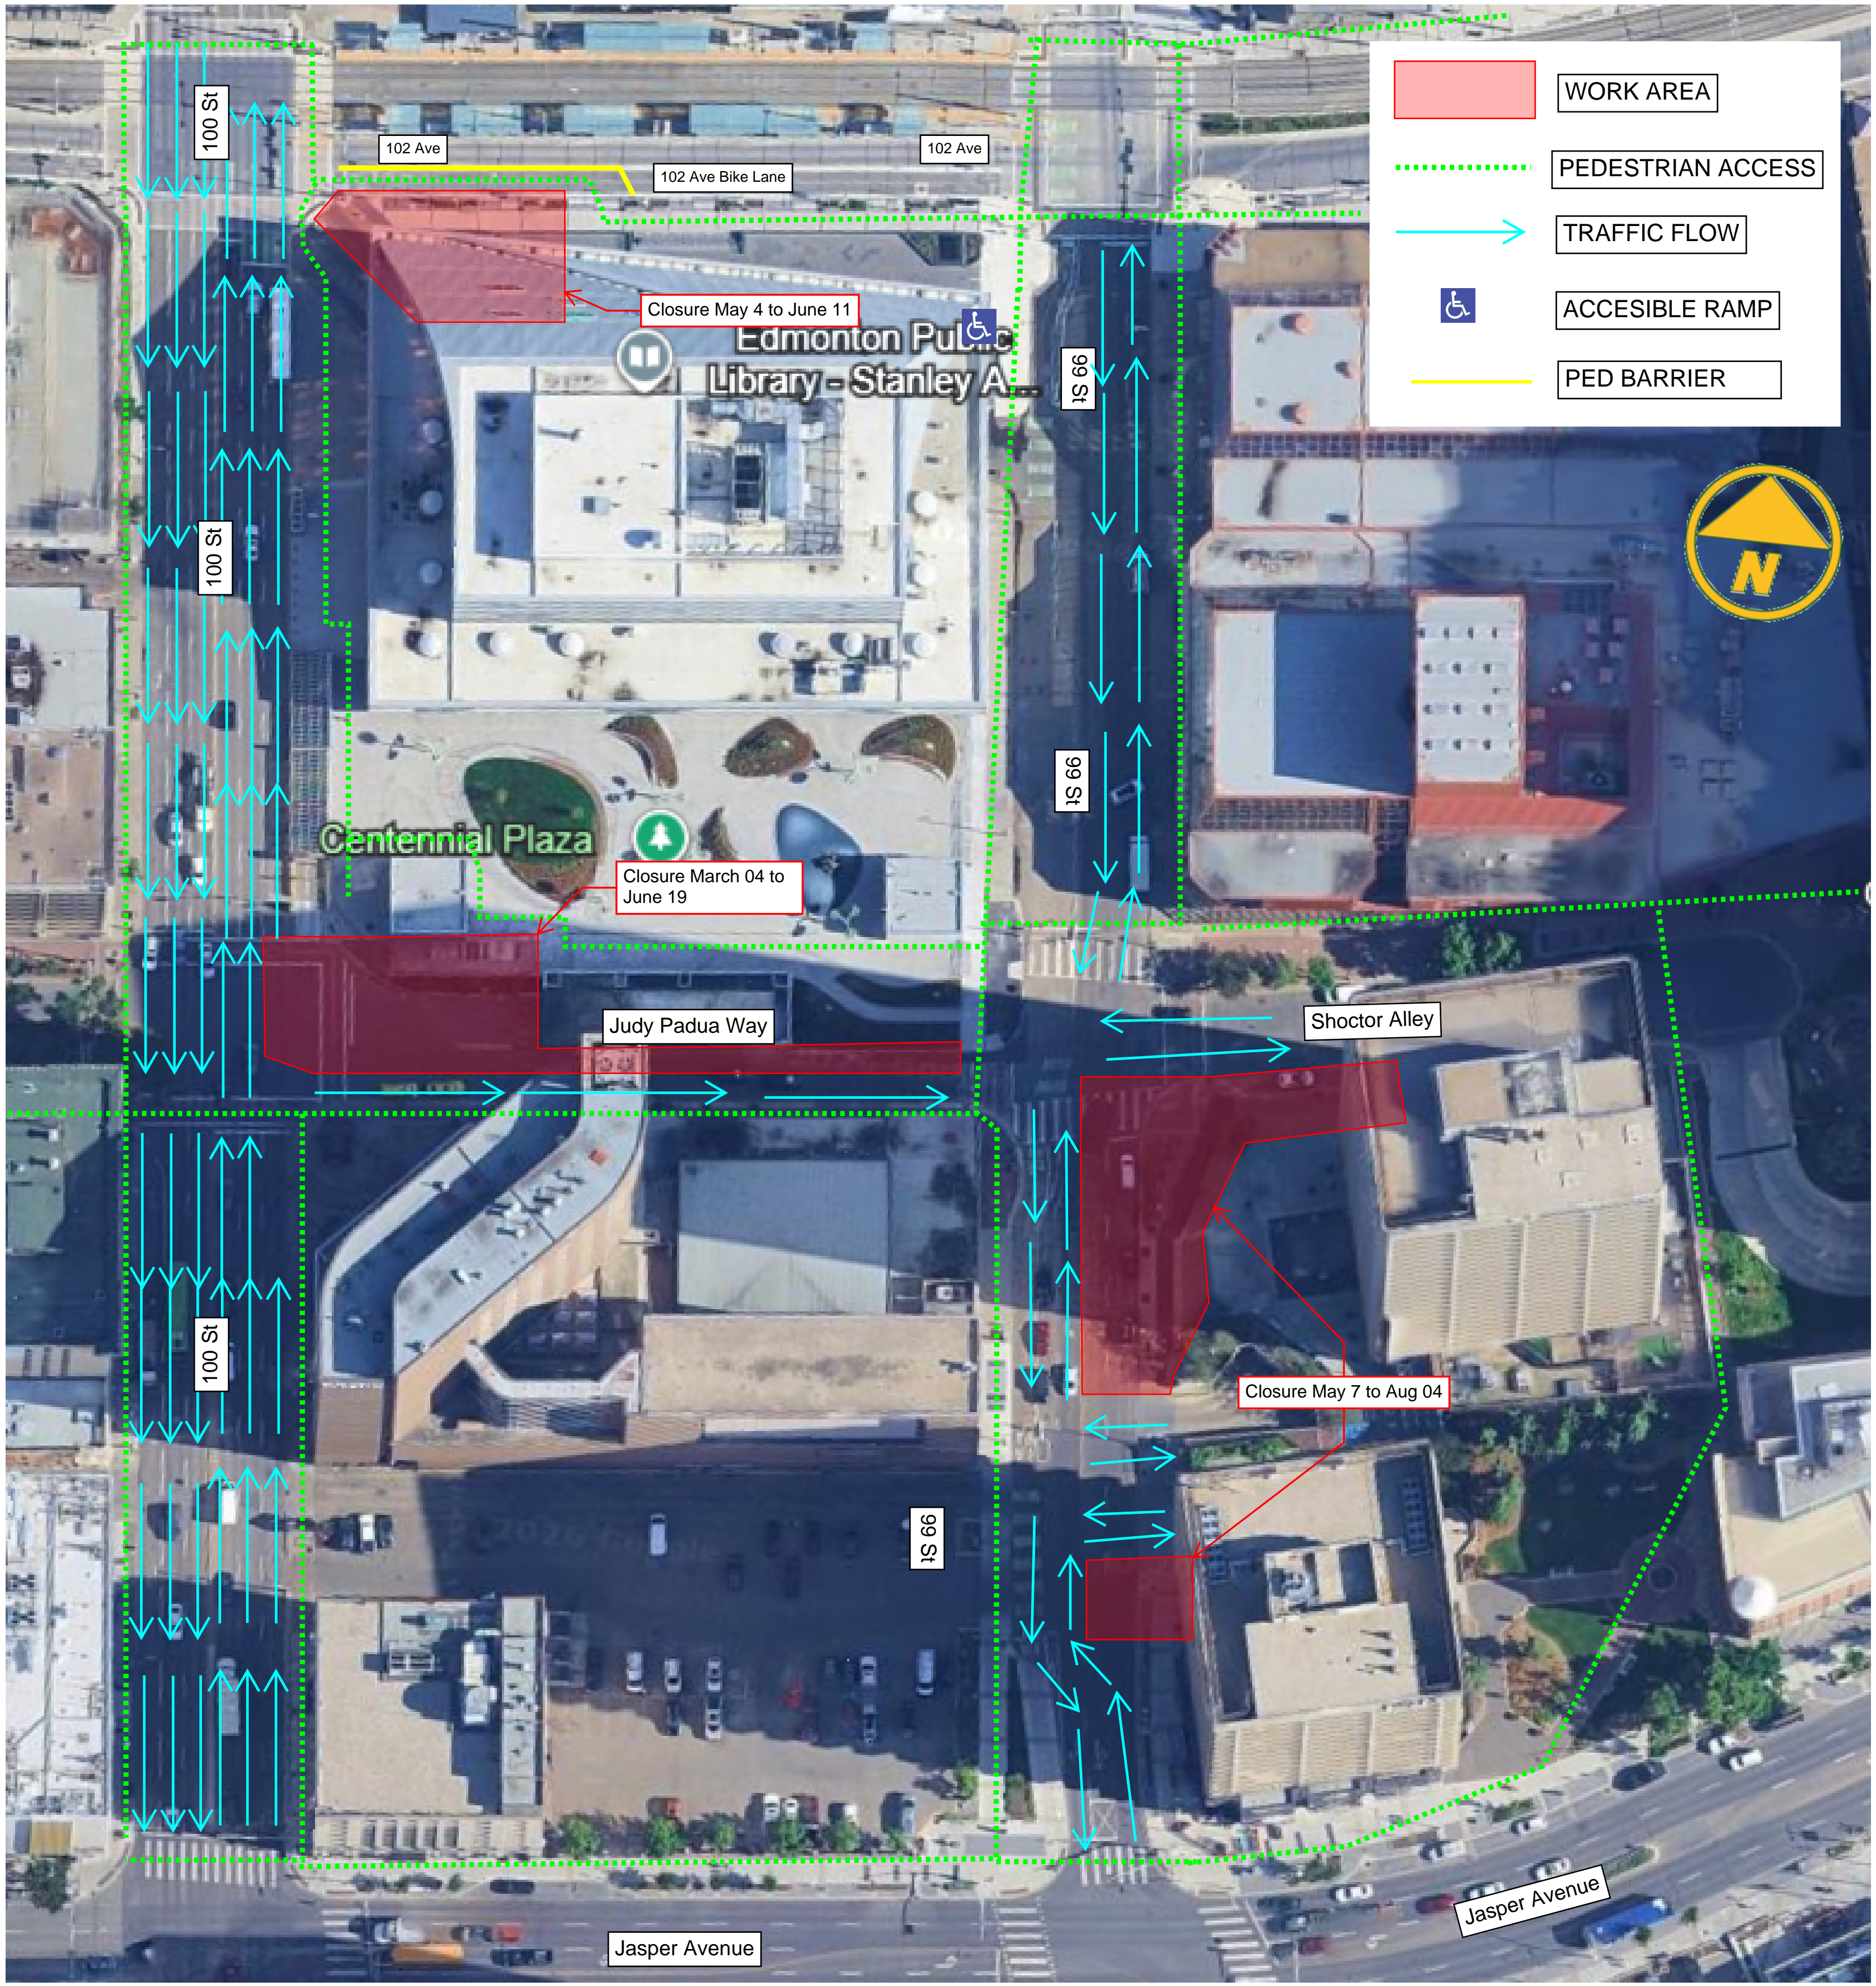 100 St
102 Ave
102 Ave
102 Ave Bike Lane
WORK AREA
PEDESTRIAN ACCESS
TRAFFIC FLOW
ACCESIBLE RAMP
PED BARRIER
Closure May 4 to June 11
Edmonton Public
Library - Stanley A...
99 St
100 St
N
99 St
Centennial Plaza
Closure March 04 to
June 19
Judy Padua Way
Shoctor Alley
100 St
Closure May 7 to Aug 04
99 St
Jasper Avenue
Jasper Avenue